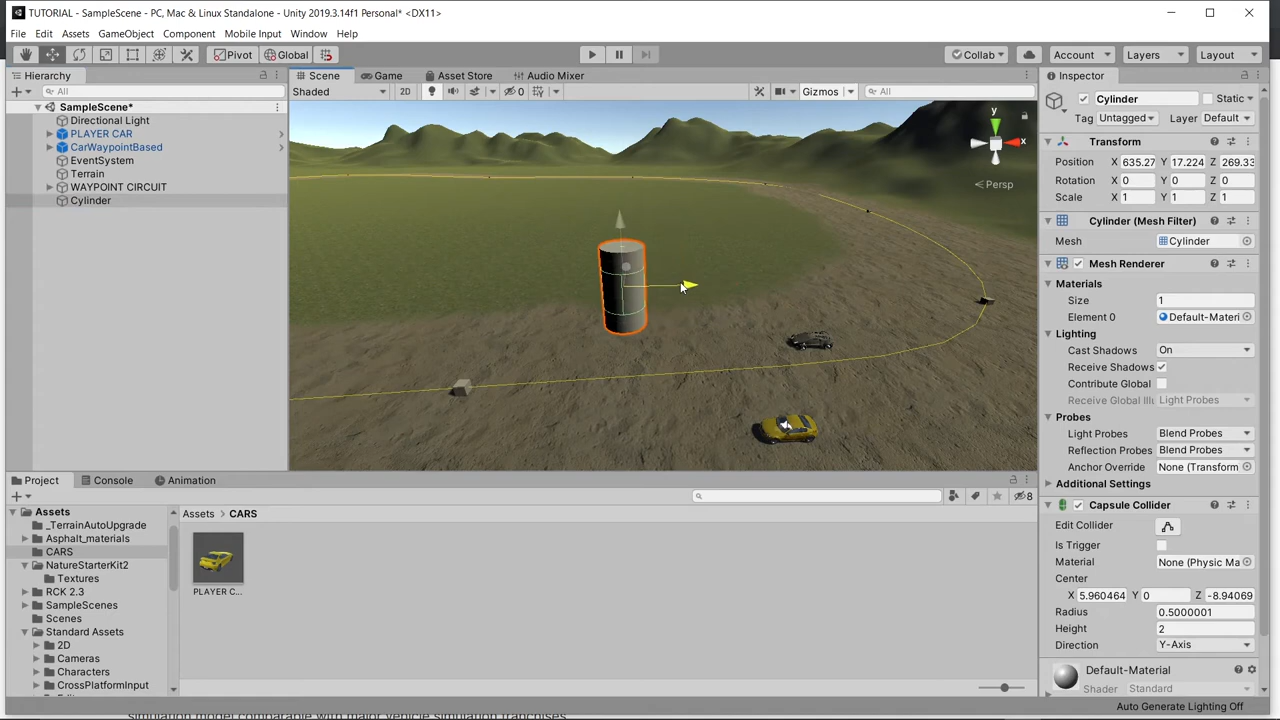 TUTORIAL - SampleScene - PC, Mac & Linux Standalone - Unity 2019.3.14f1 Personal* <DX11>
File Edit Assets GameObject Component Mobile Input Window Help
Pivot Global Collab Account Layers Layout
Hierarchy
All
SampleScene*
Directional Light
PLAYER CAR
CarWaypointBased
EventSystem
Terrain
WAYPOINT CIRCUIT
Cylinder
Scene Game Asset Store Audio Mixer
Shaded 2D 0 Gizmos All
y
x
Persp
Inspector
Cylinder Static
Tag Untagged Layer Default
Transform
Position X 635.27 Y 17.224 Z 269.33
Rotation X 0 Y 0 Z 0
Scale X 1 Y 1 Z 1
Cylinder (Mesh Filter)
Mesh Cylinder
Mesh Renderer
Materials
Size 1
Element 0 Default-Materi
Lighting
Cast Shadows On
Receive Shadows
Contribute Global
Receive Global Illu Light Probes
Probes
Light Probes Blend Probes
Reflection Probes Blend Probes
Anchor Override None (Transform
Additional Settings
Capsule Collider
Edit Collider
Is Trigger
Material None (Physic Ma
Center
X 5.960464 Y 0 Z -8.94069
Radius 0.5000001
Height 2
Direction Y-Axis
Default-Material
Shader Standard
Project Console Animation
8
Assets
_TerrainAutoUpgrade
Asphalt_materials
CARS
NatureStarterKit2
Textures
RCK 2.3
SampleScenes
Scenes
Standard Assets
2D
Cameras
Characters
CrossPlatformInput
Assets CARS
PLAYER C...
Auto Generate Lighting Off
simulation model comparable with major vehicle simulation franchises